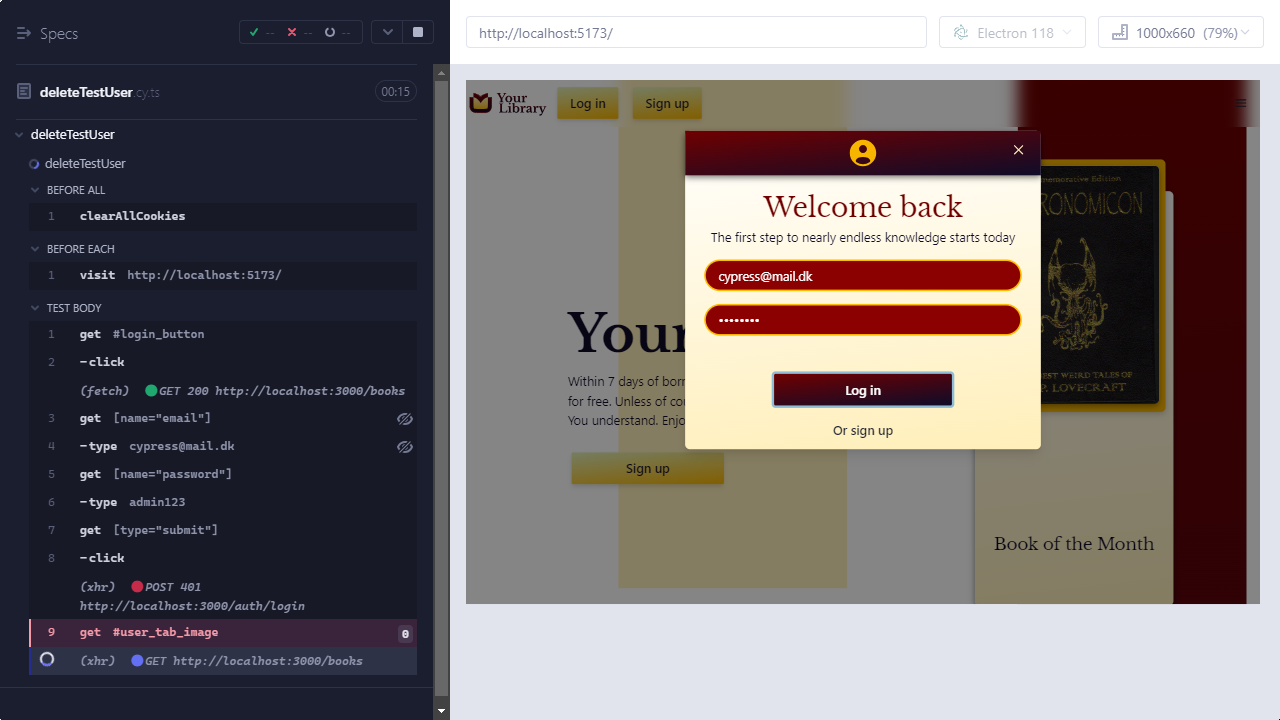 Specs
-- -- --
deleteTestUser.cy.ts
00:15
deleteTestUser
deleteTestUser
BEFORE ALL
1 clearAllCookies
BEFORE EACH
1 visit http://localhost:5173/
TEST BODY
1 get #login_button
2 -click
(fetch) GET 200 http://localhost:3000/books
3 get [name="email"]
4 -type cypress@mail.dk
5 get [name="password"]
6 -type admin123
7 get [type="submit"]
8 -click
(xhr) POST 401
http://localhost:3000/auth/login
9 get #user_tab_image 0
(xhr) GET http://localhost:3000/books
http://localhost:5173/
Electron 118
1000x660 (79%)
Your
Library
Log in
Sign up
Welcome back
The first step to nearly endless knowledge starts today
cypress@mail.dk
••••••••
Log in
Or sign up
Your
Within 7 days of
for free. Unless of
You understand.
Sign up
Edition
RONOMICON
WEIRD TALES OF
P. LOVECRAFT
Book of the Month